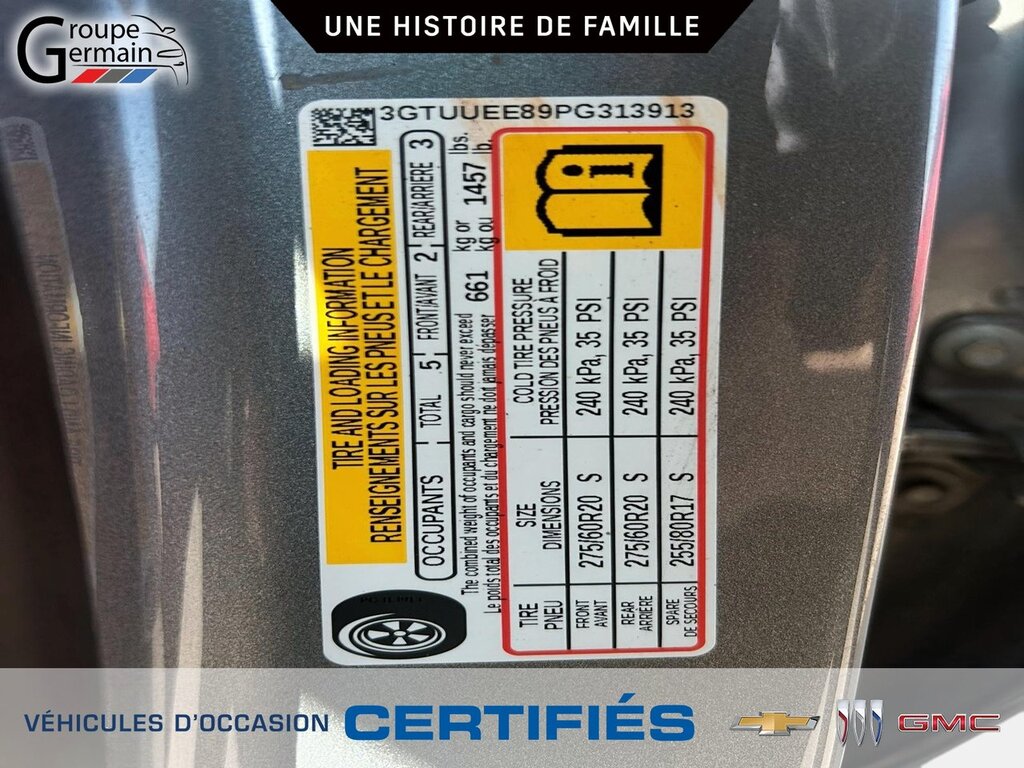 Groupe
Germain
UNE HISTOIRE DE FAMILLE
3GTUUEE89PG313913
TIRE AND LOADING INFORMATION
RENSEIGNEMENTS SUR LES PNEUS ET LE CHARGEMENT
OCCUPANTS TOTAL 5 FRONT/AVANT 2 REAR/ARRIÈRE 3
The combined weight of occupants and cargo should never exceed 661 kg or 1457 lbs.
Le poids total des occupants et du chargement ne doit jamais dépasser kg ou lb.
TIRE SIZE COLD TIRE PRESSURE
PNEU DIMENSIONS PRESSION DES PNEUS À FROID
FRONT
AVANT 275/60R20 S 240 kPa, 35 PSI
REAR
ARRIÈRE 275/60R20 S 240 kPa, 35 PSI
SPARE
DE SECOURS 255/80R17 S 240 kPa, 35 PSI
VÉHICULES D'OCCASION CERTIFIÉS
GMC